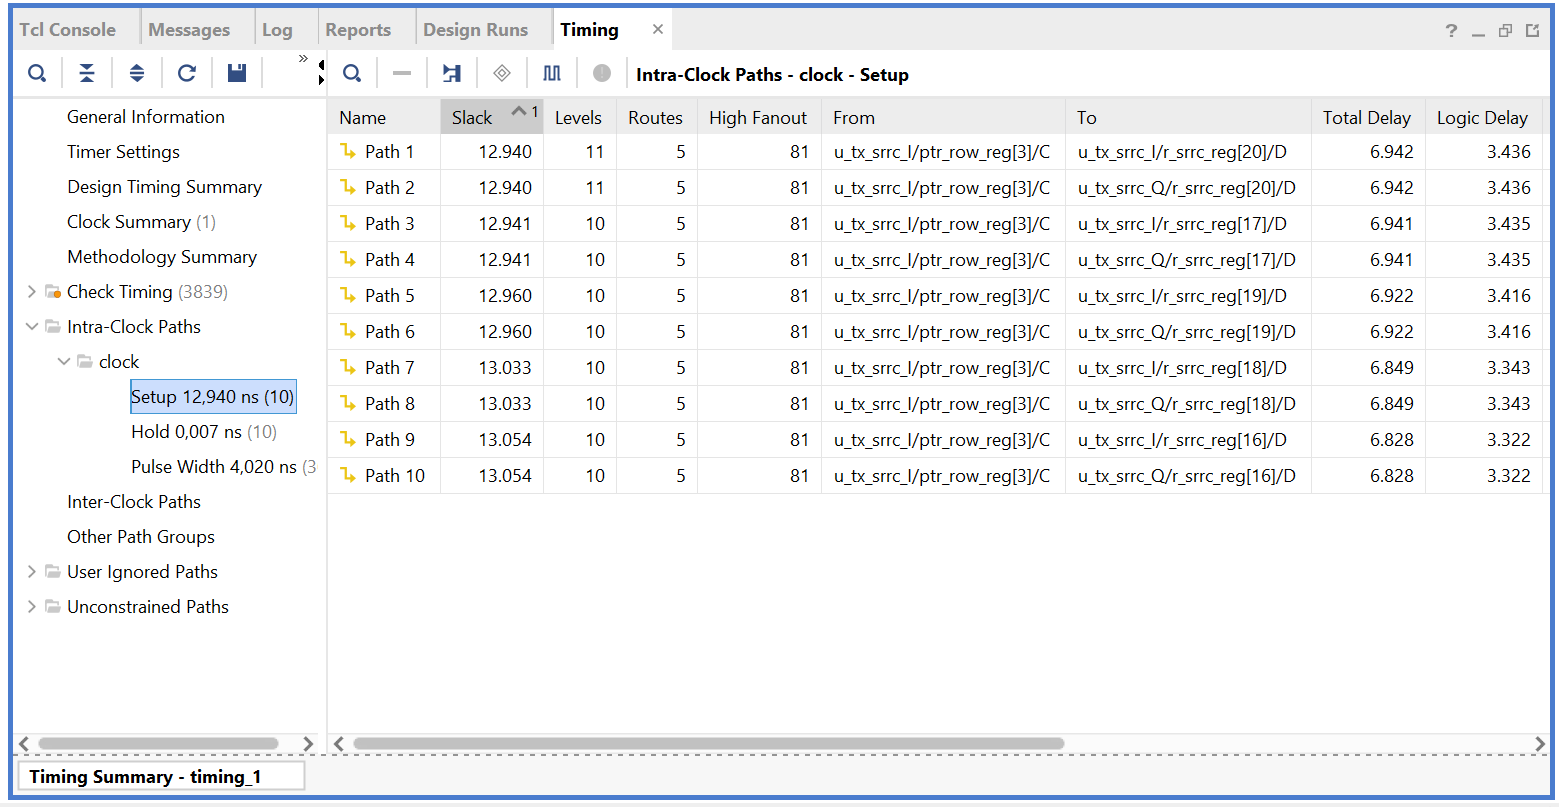 Tcl Console Messages Log Reports Design Runs Timing × ?
» Intra-Clock Paths - clock - Setup
General Information
Timer Settings
Design Timing Summary
Clock Summary (1)
Methodology Summary
Check Timing (3839)
Intra-Clock Paths
clock
Setup 12,940 ns (10)
Hold 0,007 ns (10)
Pulse Width 4,020 ns (3
Inter-Clock Paths
Other Path Groups
User Ignored Paths
Unconstrained Paths
Name Slack 1 Levels Routes High Fanout From To Total Delay Logic Delay
Path 1 12.940 11 5 81 u_tx_srrc_I/ptr_row_reg[3]/C u_tx_srrc_I/r_srrc_reg[20]/D 6.942 3.436
Path 2 12.940 11 5 81 u_tx_srrc_I/ptr_row_reg[3]/C u_tx_srrc_Q/r_srrc_reg[20]/D 6.942 3.436
Path 3 12.941 10 5 81 u_tx_srrc_I/ptr_row_reg[3]/C u_tx_srrc_I/r_srrc_reg[17]/D 6.941 3.435
Path 4 12.941 10 5 81 u_tx_srrc_I/ptr_row_reg[3]/C u_tx_srrc_Q/r_srrc_reg[17]/D 6.941 3.435
Path 5 12.960 10 5 81 u_tx_srrc_I/ptr_row_reg[3]/C u_tx_srrc_I/r_srrc_reg[19]/D 6.922 3.416
Path 6 12.960 10 5 81 u_tx_srrc_I/ptr_row_reg[3]/C u_tx_srrc_Q/r_srrc_reg[19]/D 6.922 3.416
Path 7 13.033 10 5 81 u_tx_srrc_I/ptr_row_reg[3]/C u_tx_srrc_I/r_srrc_reg[18]/D 6.849 3.343
Path 8 13.033 10 5 81 u_tx_srrc_I/ptr_row_reg[3]/C u_tx_srrc_Q/r_srrc_reg[18]/D 6.849 3.343
Path 9 13.054 10 5 81 u_tx_srrc_I/ptr_row_reg[3]/C u_tx_srrc_I/r_srrc_reg[16]/D 6.828 3.322
Path 10 13.054 10 5 81 u_tx_srrc_I/ptr_row_reg[3]/C u_tx_srrc_Q/r_srrc_reg[16]/D 6.828 3.322
Timing Summary - timing_1